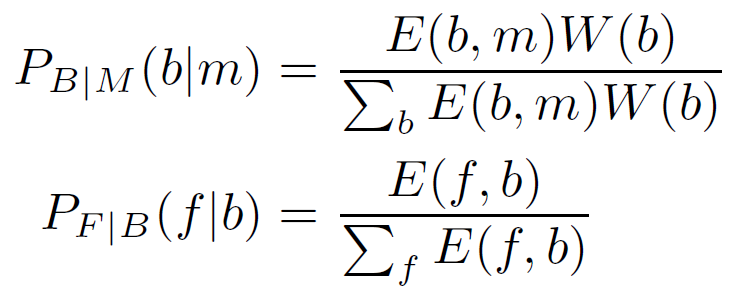 P_{B|M}(b|m) = \frac{E(b, m)W(b)}{\sum_b E(b, m)W(b)}
P_{F|B}(f|b) = \frac{E(f, b)}{\sum_f E(f, b)}